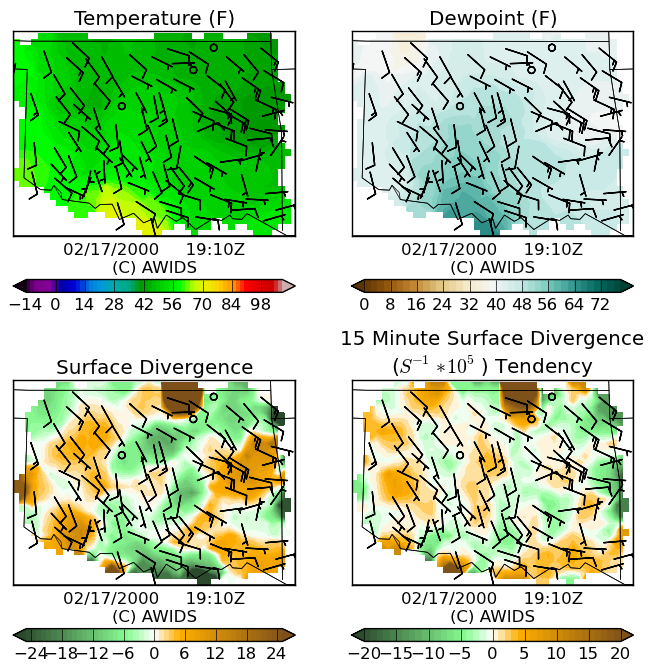 Temperature (F)
Dewpoint (F)
02/17/2000 19:10Z
(C) AWIDS
02/17/2000 19:10Z
(C) AWIDS
−14 0 14 28 42 56 70 84 98
0 8 16 24 32 40 48 56 64 72
Surface Divergence
15 Minute Surface Divergence
(S⁻¹ *10⁵ ) Tendency
02/17/2000 19:10Z
(C) AWIDS
02/17/2000 19:10Z
(C) AWIDS
−24 −18 −12 −6 0 6 12 18 24
−20 −15 −10 −5 0 5 10 15 20